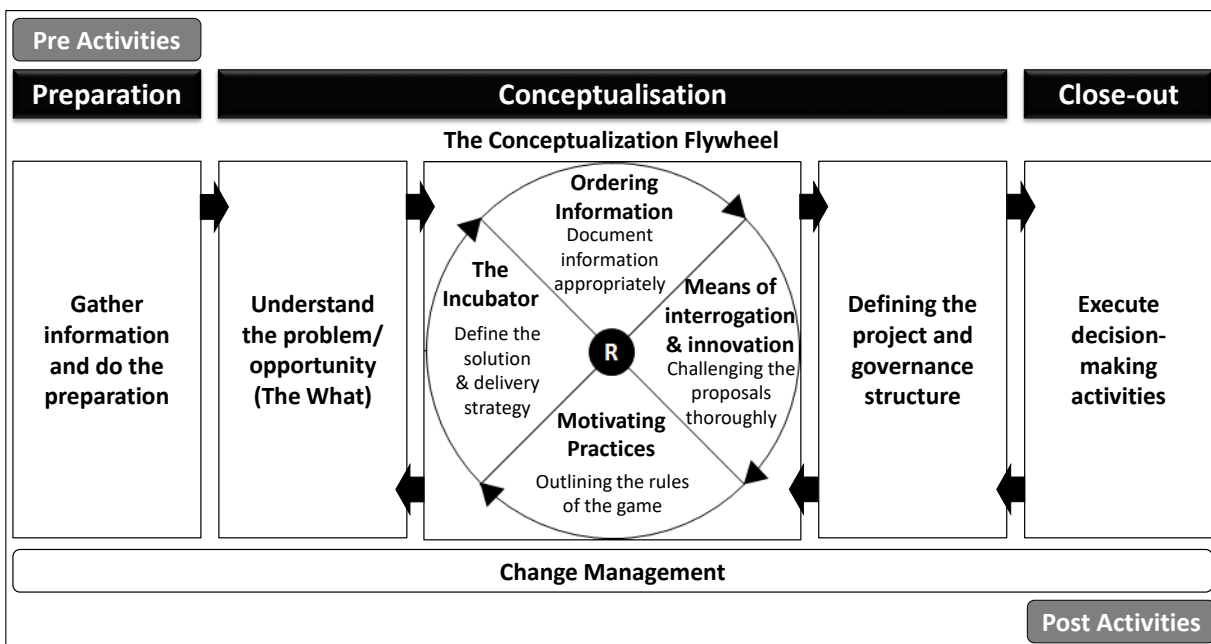 Pre Activities
Preparation
Conceptualisation
Close-out
The Conceptualization Flywheel
Gather
information
and do the
preparation
Understand
the problem/
opportunity
(The What)
Ordering
Information
Document
information
appropriately
The
Incubator
Define the
solution
& delivery
strategy
R
Means of
interrogation
& innovation
Challenging the
proposals
thoroughly
Motivating
Practices
Outlining the rules
of the game
Defining the
project and
governance
structure
Execute
decision-
making
activities
Change Management
Post Activities